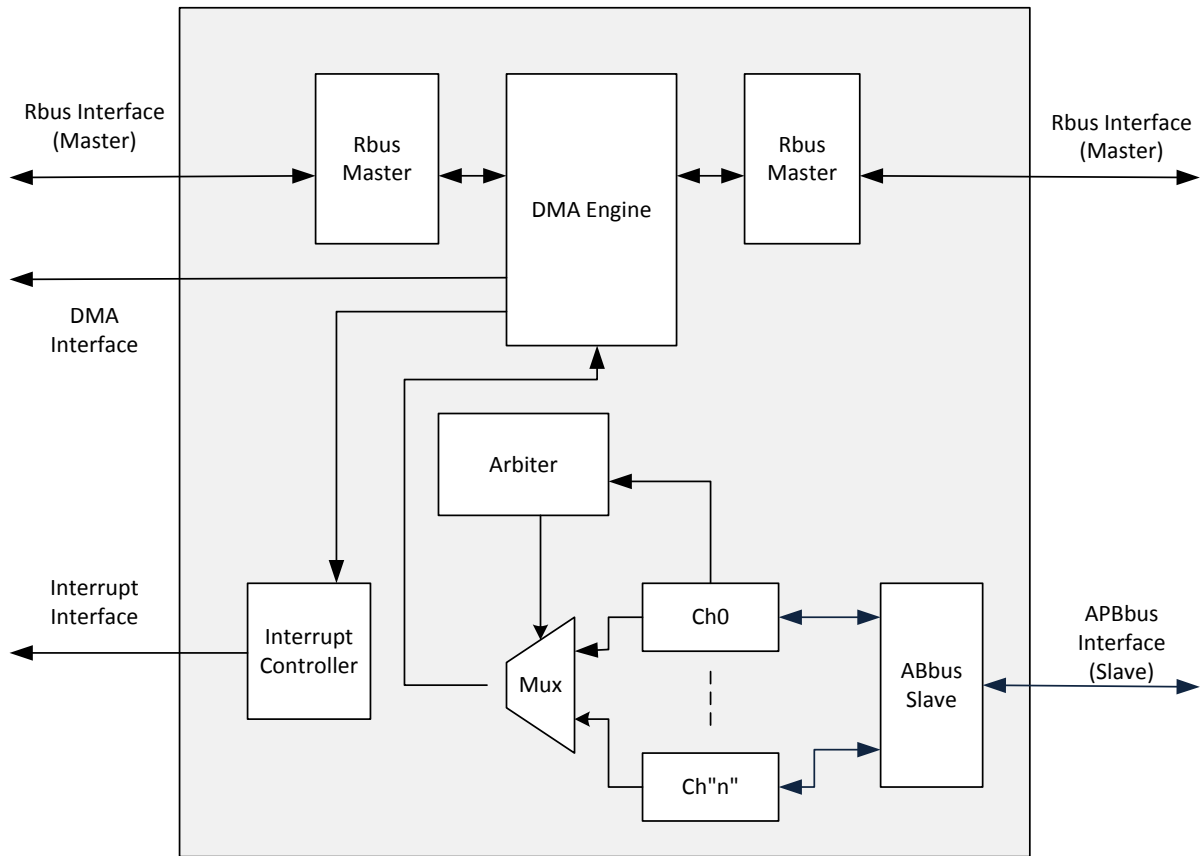 Rbus Interface
(Master)
Rbus
Master
DMA Engine
Rbus
Master
Rbus Interface
(Master)
DMA
Interface
Arbiter
Interrupt
Interface
Interrupt
Controller
Mux
Ch0
Ch"n"
ABbus
Slave
APBbus
Interface
(Slave)